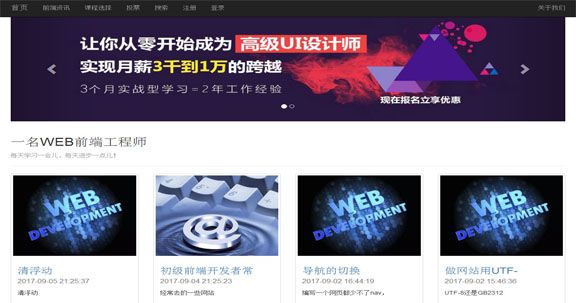 首页 前端资讯 课程选择 投票 搜索 注册 登录 关于我们
让你从零开始成为 高级UI设计师
实现月薪3千到1万的跨越
3个月实战型学习=2年工作经验
现在报名立享优惠
一名WEB前端工程师
每天学习一会儿，每天进步一点儿！
WEB DEVELOPMENT
@
WEB DEVELOPMENT
WEB DEVELOPMENT
清浮动
2017-09-05 21:25:37
清浮动
初级前端开发者常
2017-09-04 21:25:23
经常去的一些网站
导航的切换
2017-09-02 16:44:19
编写一个网页都少不了nav，
做网站用UTF-
2017-09-02 15:46:36
UTF-8还是GB2312